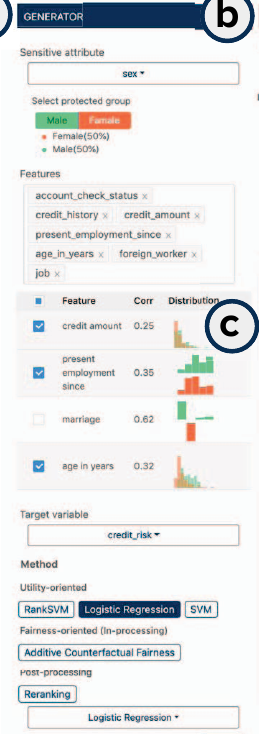 GENERATOR
b
Sensitive attribute
sex
Select protected group
Male Female
Female(50%)
Male(50%)
Features
account_check_status x
credit_history x credit_amount x
present_employment_since x
age_in_years x foreign_worker x
job x
Feature Corr Distribution
C
credit amount 0.25
present
employment 0.35
since
marriage 0.62
age in years 0.32
Target variable
credit_risk
Method
Utility-oriented
RankSVM Logistic Regression SVM
Fairness-oriented (In-processing)
Additive Counterfactual Fairness
Post-processing
Reranking
Logistic Regression